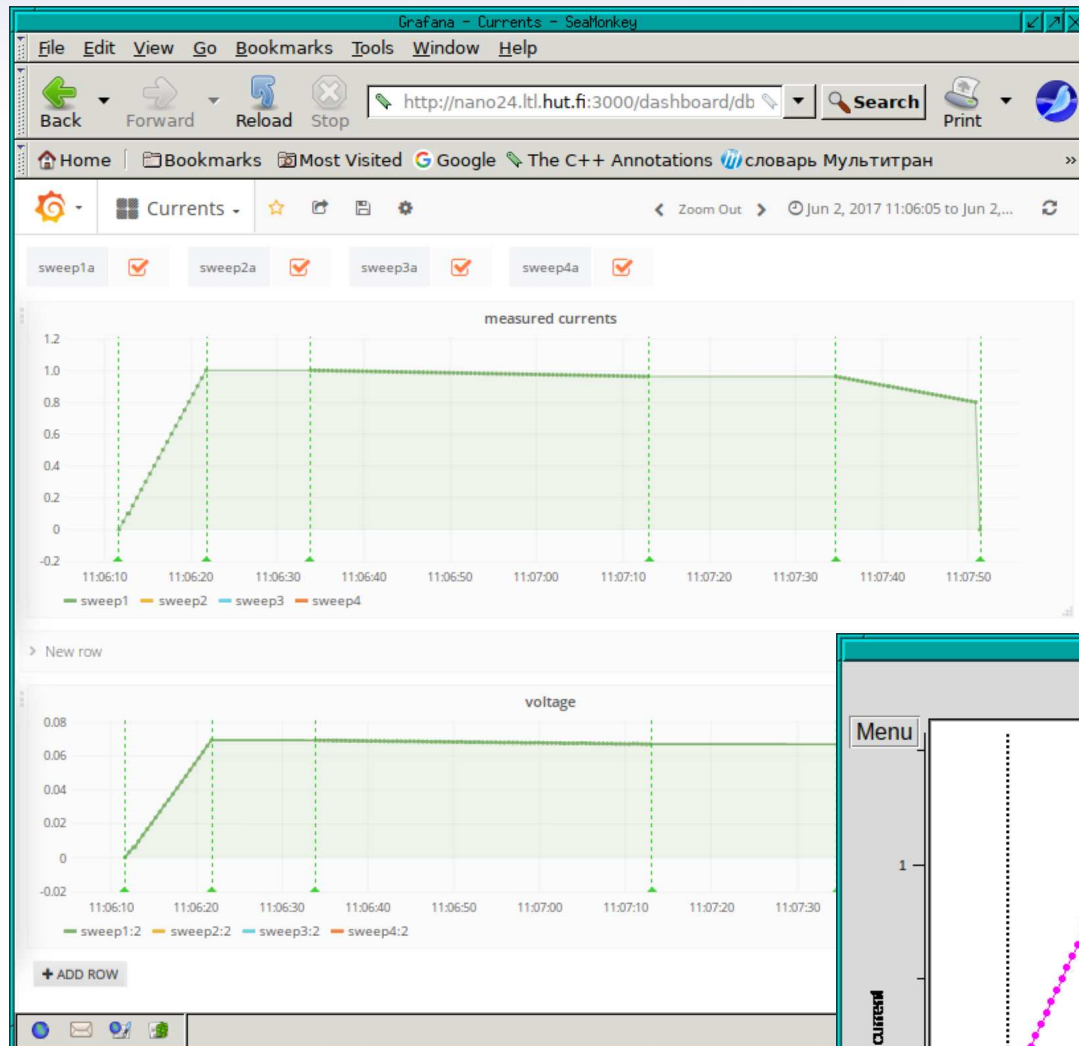 Grafana - Currents - SeaMonkey
File Edit View Go Bookmarks Tools Window Help
Back Forward Reload Stop http://nano24.ltl.hut.fi:3000/dashboard/db Search Print
Home Bookmarks Most Visited Google The C++ Annotations словарь Мультитран »
Currents Zoom Out Jun 2, 2017 11:06:05 to Jun 2,...
sweep1a sweep2a sweep3a sweep4a
measured currents
1.2
1.0
0.8
0.6
0.4
0.2
0
-0.2
11:06:10 11:06:20 11:06:30 11:06:40 11:06:50 11:07:00 11:07:10 11:07:20 11:07:30 11:07:40 11:07:50
sweep1 sweep2 sweep3 sweep4
New row
voltage
0.08
0.06
0.04
0.02
0
-0.02
11:06:10 11:06:20 11:06:30 11:06:40 11:06:50 11:07:00 11:07:10 11:07:20 11:07:30
sweep1:2 sweep2:2 sweep3:2 sweep4:2
+ ADD ROW
Menu
1
current